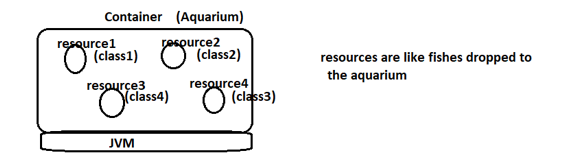 Container (Aquarium)
resource1
(class1)
resource2
(class2)
resource3
(class4)
resource4
(class3)
JVM
resources are like fishes dropped to
the aquarium